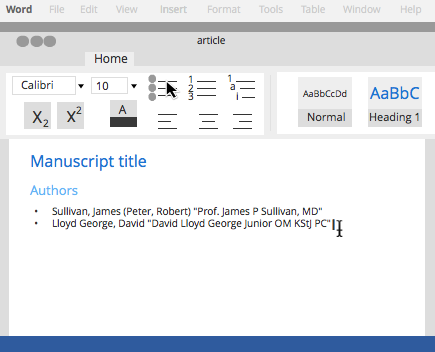 Word File Edit View Insert Format Tools Table Window Help
article
Home
Calibri 10 1 2 3 1 a i AaBbCcDd AaBbC
X2 X2 A Normal Heading 1
Manuscript title
Authors
• Sullivan, James (Peter, Robert) "Prof. James P Sullivan, MD"
• Lloyd George, David "David Lloyd George Junior OM KStJ PC"